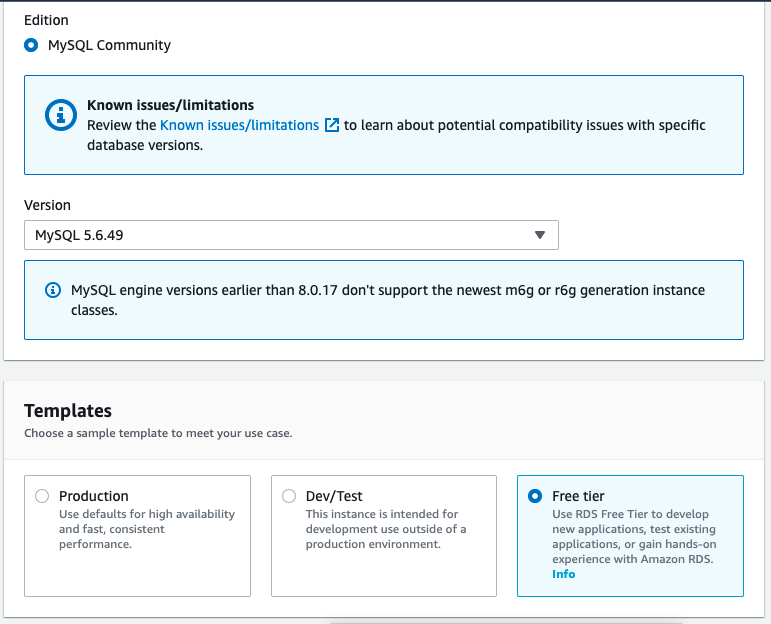 Edition
MySQL Community
Known issues/limitations
Review the Known issues/limitations to learn about potential compatibility issues with specific
database versions.
Version
MySQL 5.6.49
MySQL engine versions earlier than 8.0.17 don't support the newest m6g or r6g generation instance
classes.
Templates
Choose a sample template to meet your use case.
Production
Use defaults for high availability
and fast, consistent
performance.
Dev/Test
This instance is intended for
development use outside of a
production environment.
Free tier
Use RDS Free Tier to develop
new applications, test existing
applications, or gain hands-on
experience with Amazon RDS.
Info